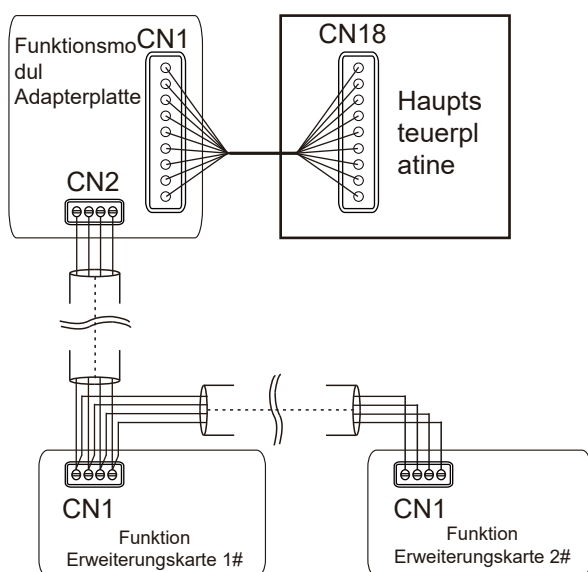 Funktionsmo
dul
Adapterplatte
CN1
CN18
Haupts
teuerpl
atine
CN2
CN1
Funktion
Erweiterungskarte 1#
CN1
Funktion
Erweiterungskarte 2#